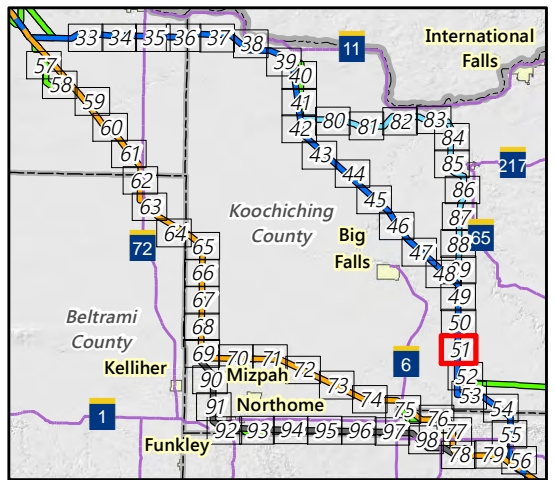 33 34 35 36 37 38
11
International
Falls
39
57
40
58
41
59
80 81 82 83
60
42
84
61
43
85
217
62
44
86
63
45
Koochiching
County
46
87
65
64
72
65
Big
Falls
47
88
66
48
89
67
49
Beltrami
County
68
50
6
51
69 70 71 72
Kelliher
90
Mizpah
73
52
74
53
91
Northome
75
54
1
76
92 93 94 95 96 97
77
55
Funkley
98
78 79 56